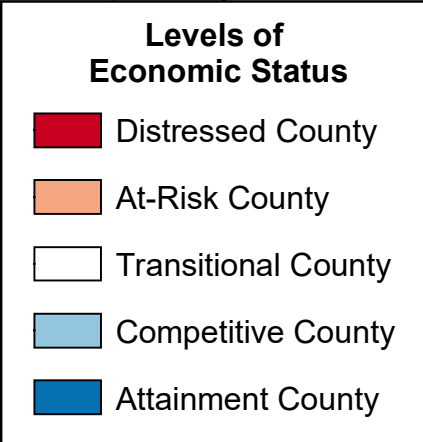 Levels of
Economic Status
Distressed County
At-Risk County
Transitional County
Competitive County
Attainment County